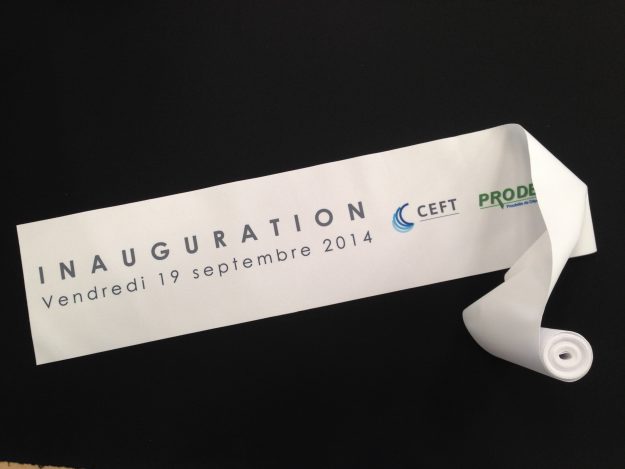 INAUGURATION
Vendredi 19 septembre 2014
CEFT
PRODE